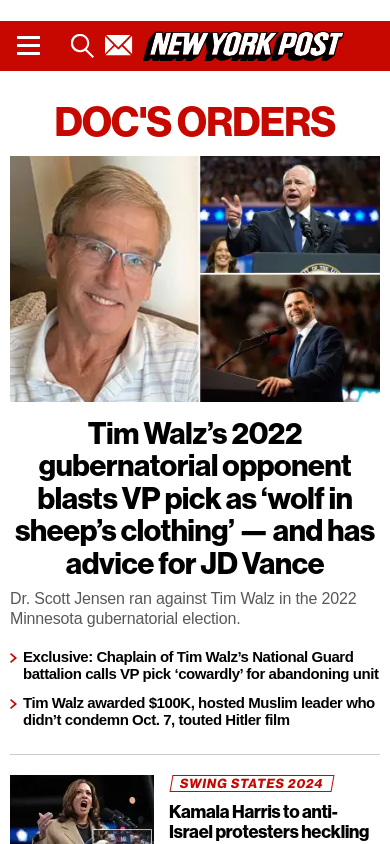 NEW YORK POST
DOC'S ORDERS
Tim Walz’s 2022
gubernatorial opponent
blasts VP pick as ‘wolf in
sheep’s clothing’ — and has
advice for JD Vance
Dr. Scott Jensen ran against Tim Walz in the 2022
Minnesota gubernatorial election.
Exclusive: Chaplain of Tim Walz’s National Guard
battalion calls VP pick ‘cowardly’ for abandoning unit
Tim Walz awarded $100K, hosted Muslim leader who
didn’t condemn Oct. 7, touted Hitler film
SWING STATES 2024
Kamala Harris to anti-
Israel protesters heckling